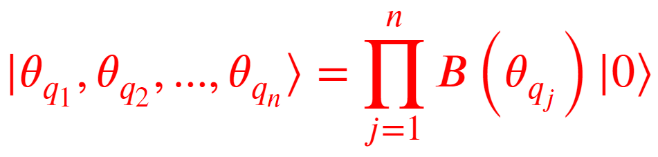 |θ_{q_1}, θ_{q_2}, ..., θ_{q_n}⟩ = ∏_{j=1}^{n} B(θ_{q_j}) |0⟩